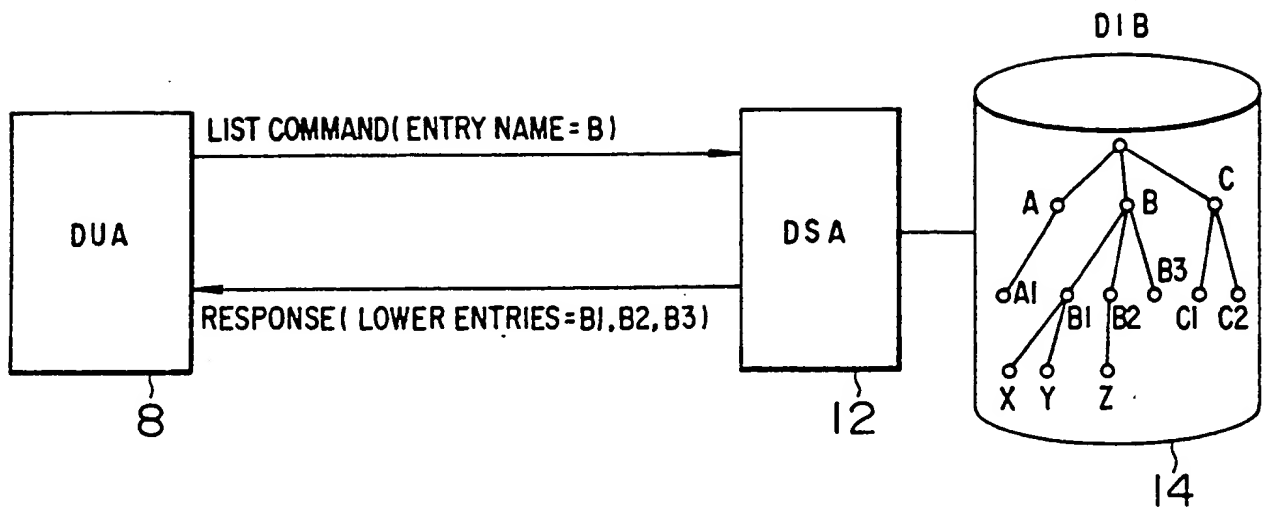 DIB
LIST COMMAND(ENTRY NAME=B)
DUA
DSA
RESPONSE( LOWER ENTRIES=B1,B2,B3)
A
B
C
A1
B1
B2
B3
C1
C2
X
Y
Z
8
12
14